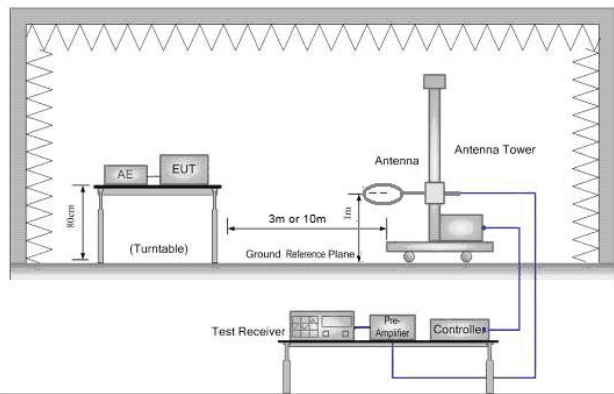 AE
EUT
80cm
(Turntable)
3m or 10m
Ground Reference Plane
Antenna
1m
Antenna Tower
Test Receiver
Pre-
Amplifier
Controller